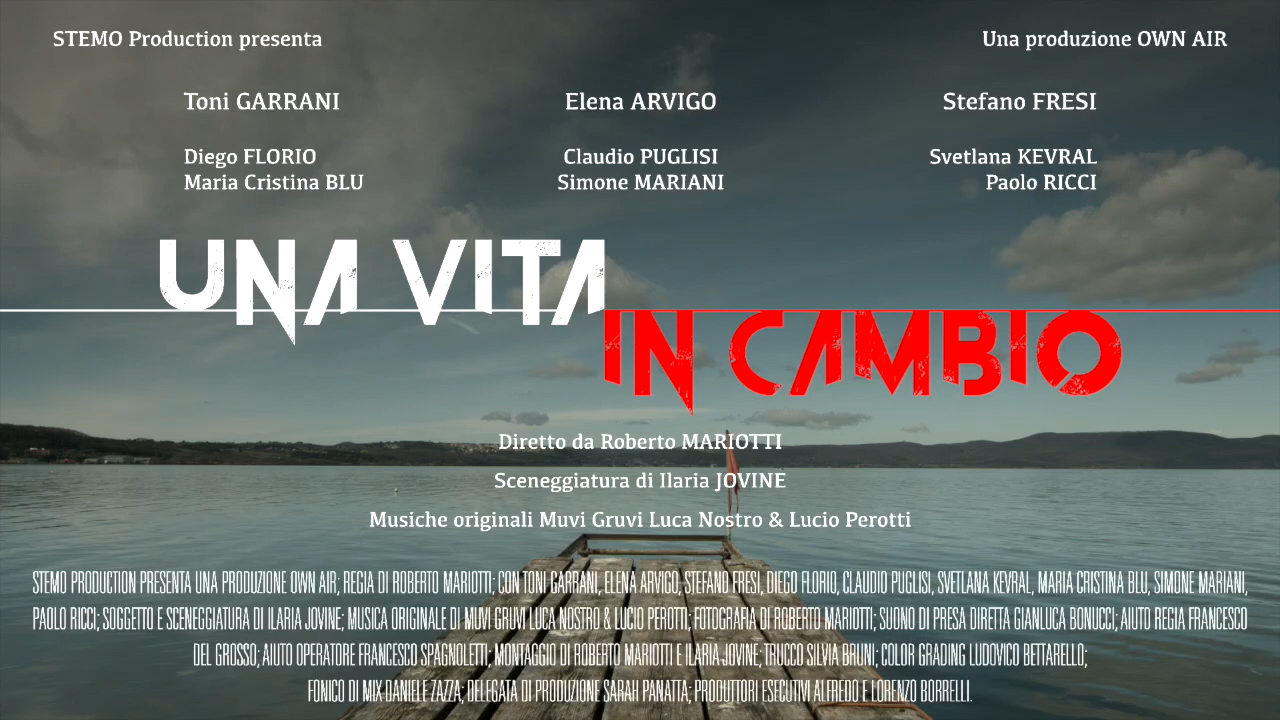 STEMO Production presenta
Una produzione OWN AIR
Toni GARRANI
Elena ARVIGO
Stefano FRESI
Diego FLORIO
Claudio PUGLISI
Svetlana KEVRAL
Maria Cristina BLU
Simone MARIANI
Paolo RICCI
UNA VITA
IN CAMBIO
Diretto da Roberto MARIOTTI
Sceneggiatura di Ilaria JOVINE
Musiche originali Muvi Gruvi Luca Nostro & Lucio Perotti
STEMO PRODUCTION PRESENTA UNA PRODUZIONE OWN AIR; REGIA DI ROBERTO MARIOTTI; CON TONI GARRANI, ELENA ARVIGO, STEFANO FRESI, DIEGO FLORIO, CLAUDIO PUGLISI, SVETLANA KEVRAL, MARIA CRISTINA BLU, SIMONE MARIANI,
PAOLO RICCI; SOGGETTO E SCENEGGIATURA DI ILARIA JOVINE; MUSICA ORIGINALE DI MUVI GRUVI LUCA NOSTRO & LUCIO PEROTTI; FOTOGRAFIA DI ROBERTO MARIOTTI; SUONO DI PRESA DIRETTA GIANLUCA BONUCCI; AIUTO REGIA FRANCESCO
DEL GROSSO; AIUTO OPERATORE FRANCESCO SPAGNOLETTI; MONTAGGIO DI ROBERTO MARIOTTI E ILARIA JOVINE; TRUCCO SILVIA BRUNI; COLOR GRADING LUDOVICO BETTARELLO;
FONICO DI MIX DANIELE ZAZZA; DELEGATA DI PRODUZIONE SARAH PANATTA; PRODUTTORI ESECUTIVI ALFREDO E LORENZO BORRELLI.